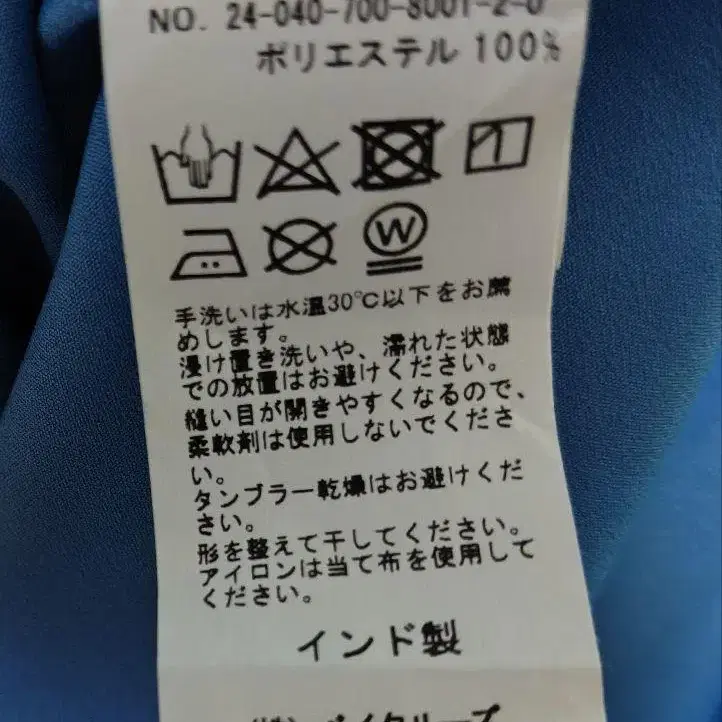 NO. 24-040-700-8001-2-0
ポリエステル 100%
W
手洗いは水温30℃以下をお薦
めします。
浸け置き洗いや、濡れた状態
での放置はお避けください。
縫い目が開きやすくなるので、
柔軟剤は使用しないでくださ
い。
タンブラー乾燥はお避けくだ
さい。
形を整えて干してください。
アイロンは当て布を使用して
ください。
インド製